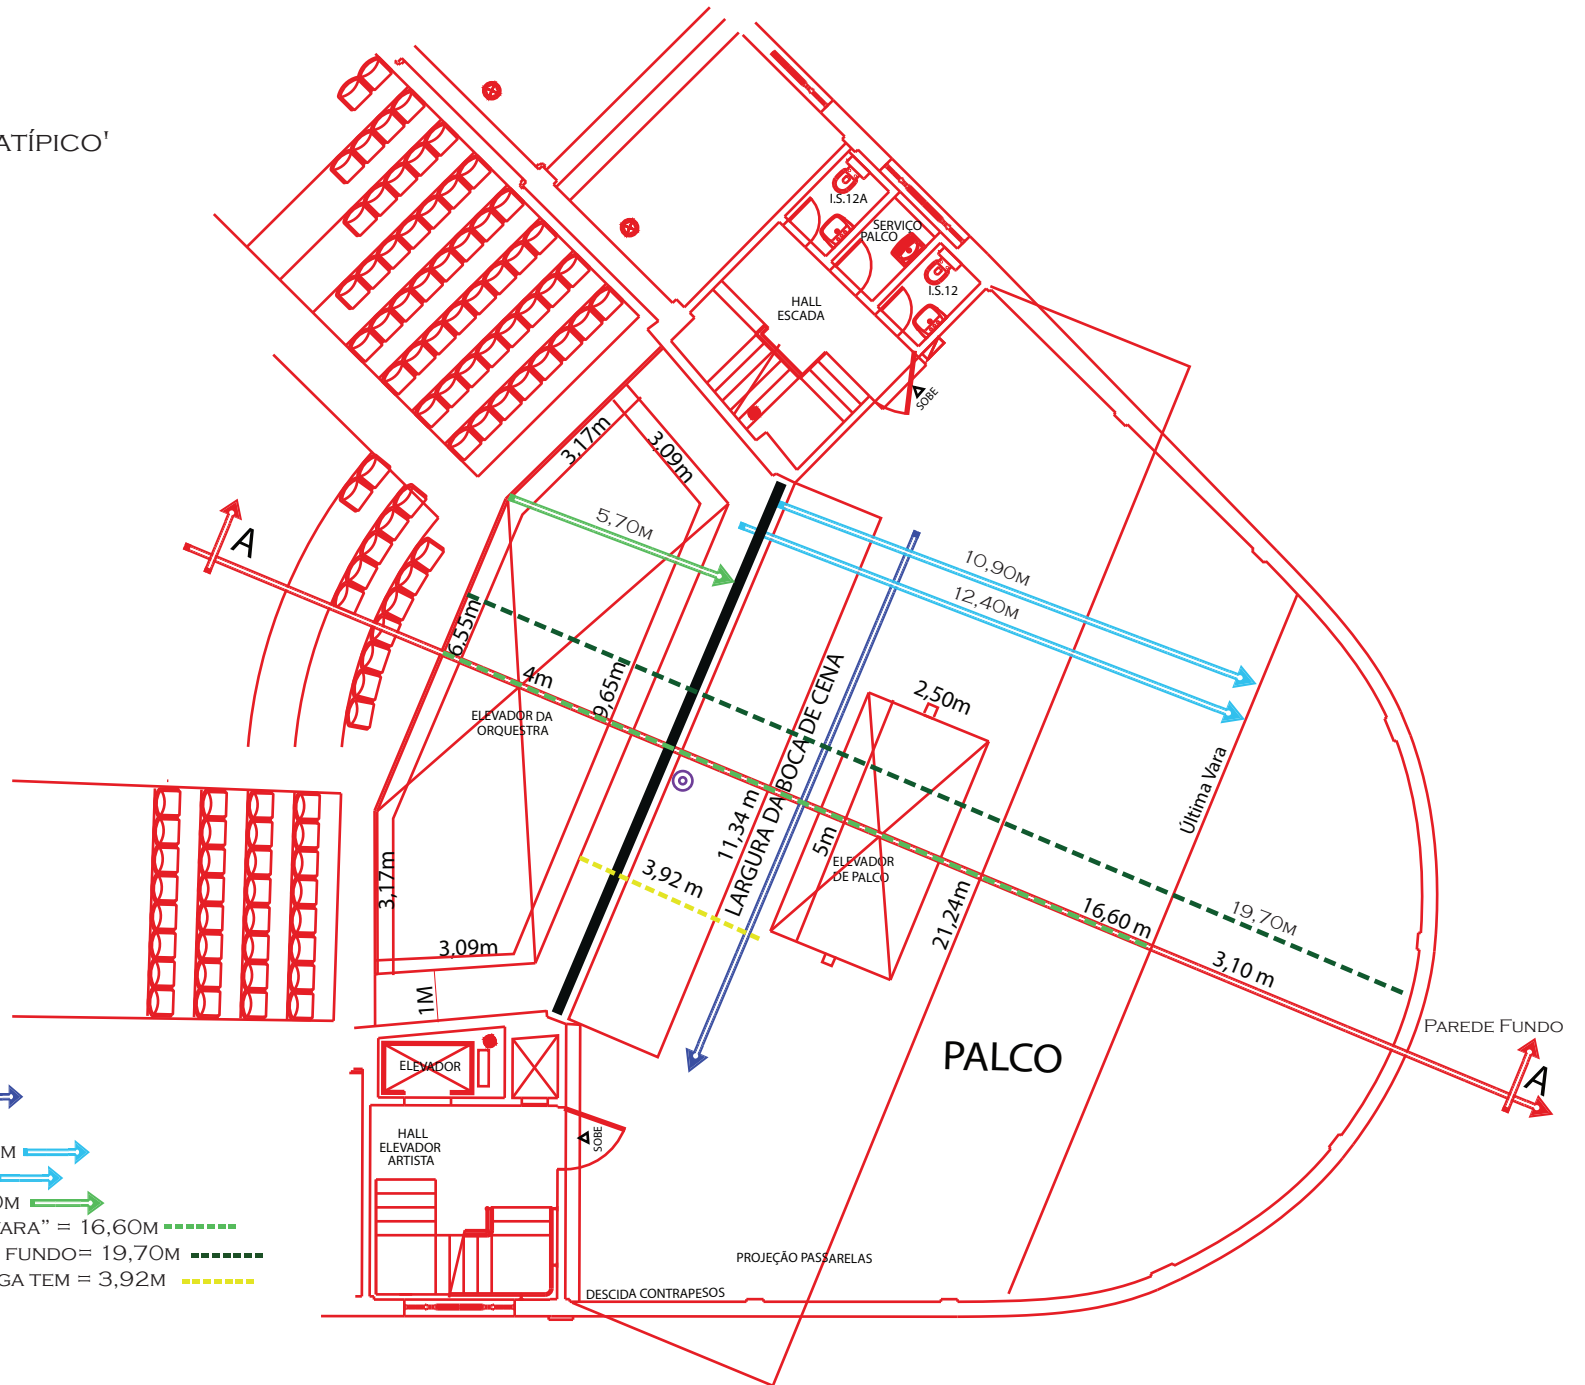 ATÍPICO'
I.S.12A
SERVIÇO
PALCO
I.S.12
HALL
ESCADA
SOBE
3,17m
3,09m
5,70M
A
10,90M
12,40M
6,55m
4m
9,65m
ELEVADOR DA
ORQUESTRA
2,50m
11,34 m
LARGURA DA BOCA DE CENA
5m
ELEVADOR
DE PALCO
Última Vara
3,92 m
21,24m
16,60 m
19,70M
3,10 m
3,17m
3,09m
1M
PAREDE FUNDO
A
PALCO
ELEVADOR
HALL
ELEVADOR
ARTISTA
SOBE
PROJEÇÃO PASSARELAS
DESCIDA CONTRAPESOS
M
0M
VARA" = 16,60M
FUNDO= 19,70M
GA TEM = 3,92M